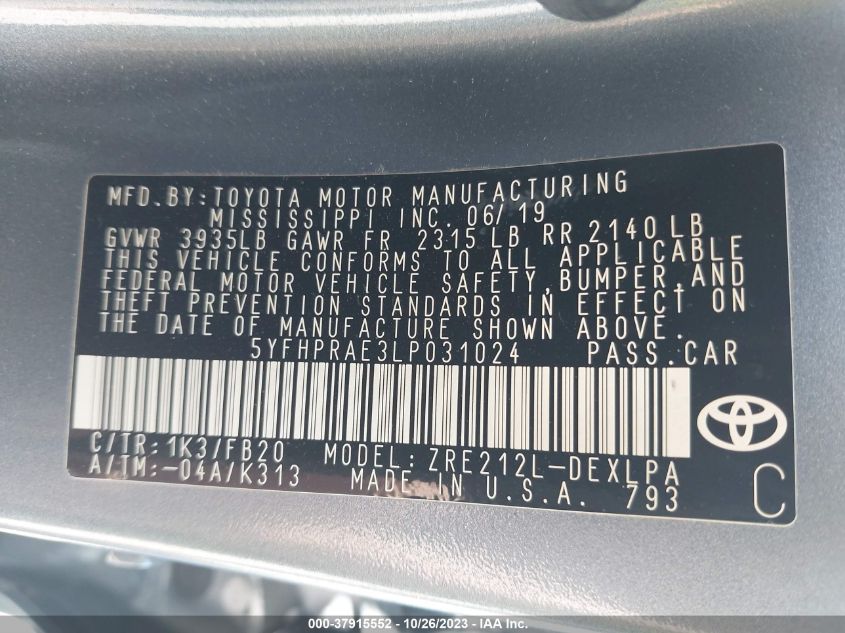 MFD.BY:TOYOTA MOTOR MANUFACTURING
MISSISSIPPI INC. 06/19
GVWR 3935LB GAWR FR 2315 LB RR 2140 LB
THIS VEHICLE CONFORMS TO ALL APPLICABLE
FEDERAL MOTOR VEHICLE SAFETY,BUMPER,AND
THEFT PREVENTION STANDARDS IN EFFECT ON
THE DATE OF MANUFACTURE SHOWN ABOVE.
5YFHPRAE3LP031024 PASS.CAR
C/TR:1K3/FB20 MODEL:ZRE212L-DEXLPA
A/TM:-04A/K313 MADE IN U.S.A. 793
C
000-37915552 - 10/26/2023 - Copyright IAA, Inc.